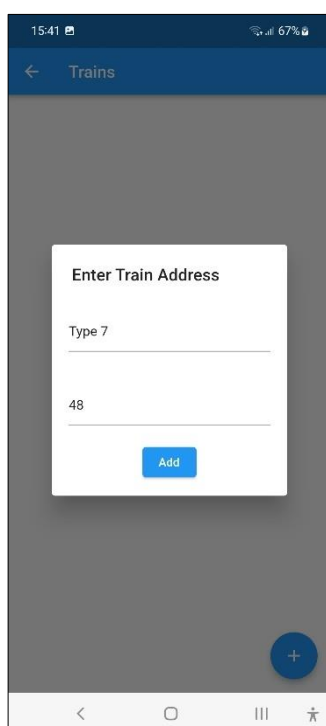 15:41 67%
Trains
Enter Train Address
Type 7
48
Add
+